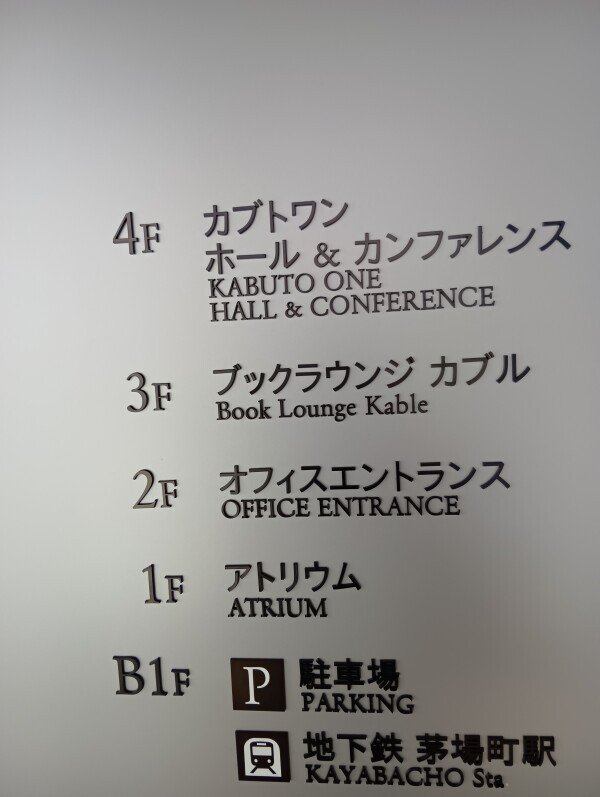 4F カブトワン
ホール & カンファレンス
KABUTO ONE
HALL & CONFERENCE
3F ブックラウンジ カブル
Book Lounge Kable
2F オフィスエントランス
OFFICE ENTRANCE
1F アトリウム
ATRIUM
B1F P 駐車場
PARKING
地下鉄 茅場町駅
KAYABACHO Sta